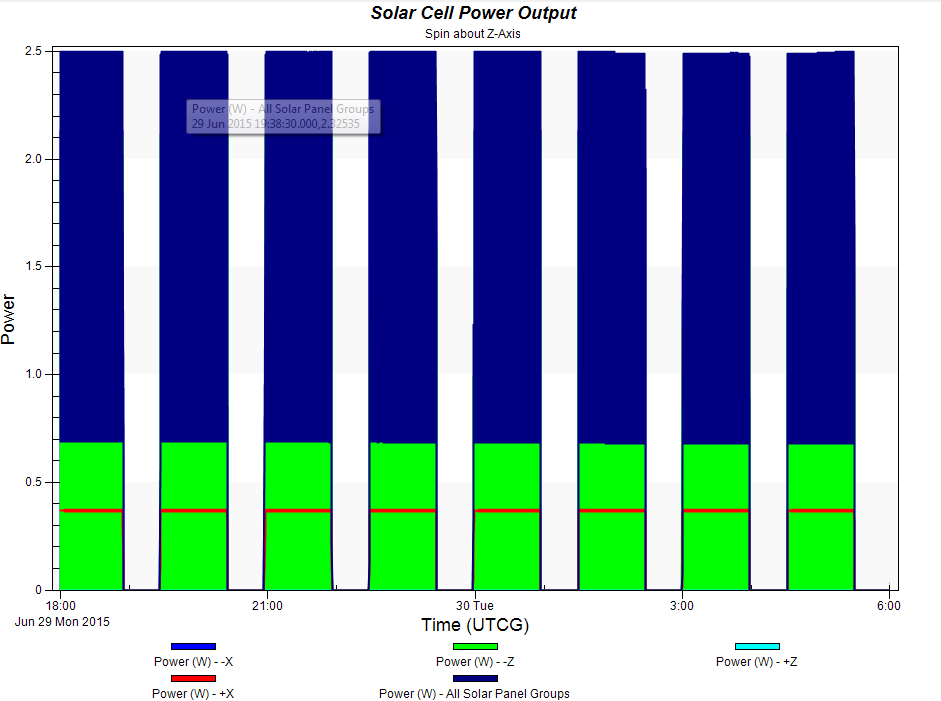 Solar Cell Power Output
Spin about Z-Axis
2.5
Power (W) - All Solar Panel Groups
29 Jun 2015 19:38:30.000,2.32535
2.0
1.5
Power
1.0
0.5
0
18:00 21:00 30 Tue 3:00 6:00
Jun 29 Mon 2015
Time (UTCG)
Power (W) - -X Power (W) - -Z Power (W) - +Z
Power (W) - +X Power (W) - All Solar Panel Groups